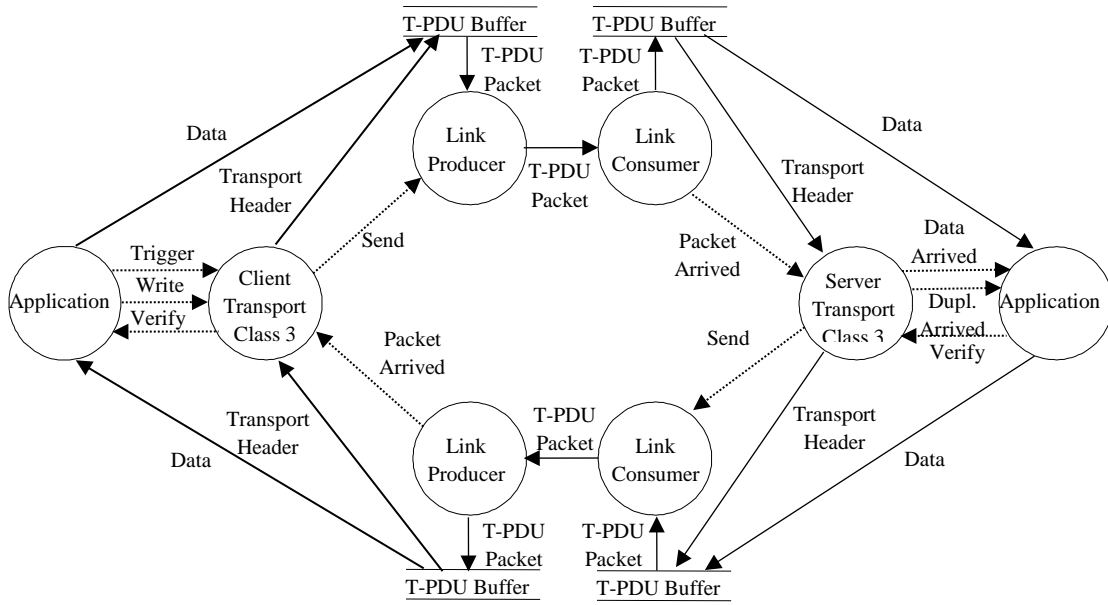 T-PDU Buffer
T-PDU Buffer
T-PDU
Packet
T-PDU
Packet
Data
Link
Producer
Link
Consumer
Data
T-PDU
Packet
Transport
Header
Transport
Header
Send
Packet
Arrived
Data
Arrived
Trigger
Write
Verify
Application
Client
Transport
Class 3
Server
Transport
Class 3
Dupl.
Arrived
Verify
Application
Packet
Arrived
Send
T-PDU
Packet
Transport
Header
Transport
Header
Link
Producer
Link
Consumer
Data
Data
T-PDU
Packet
T-PDU
Packet
T-PDU Buffer
T-PDU Buffer